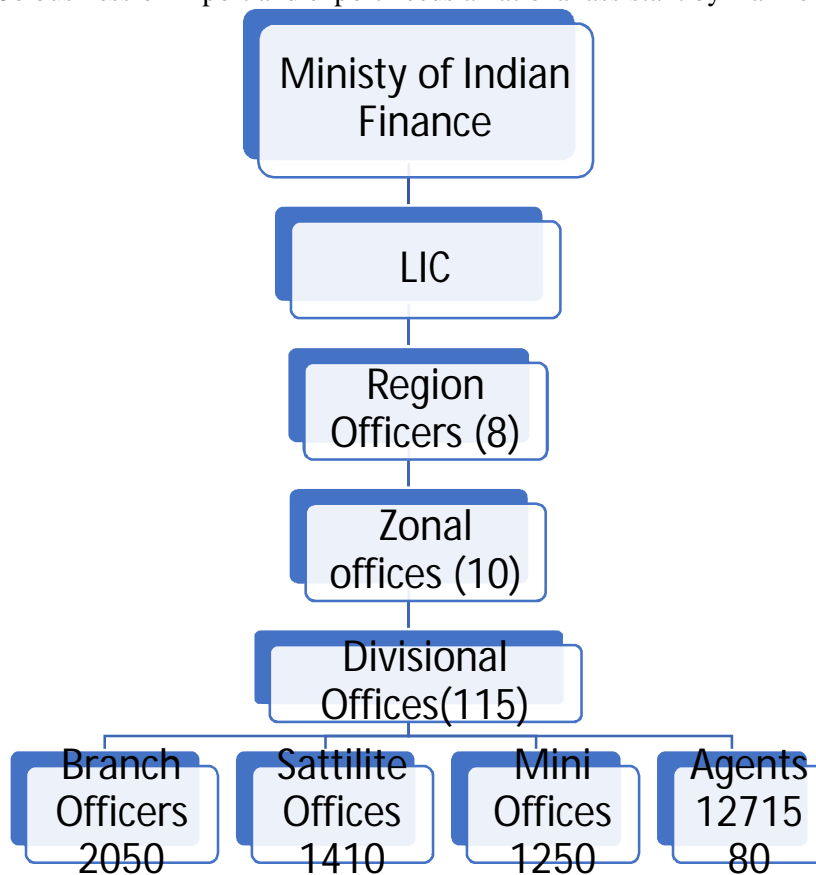 Ministy of Indian
Finance
LIC
Region
Officers (8)
Zonal
offices (10)
Divisional
Offices(115)
Branch
Officers
2050
Sattilite
Offices
1410
Mini
Offices
1250
Agents
12715
80